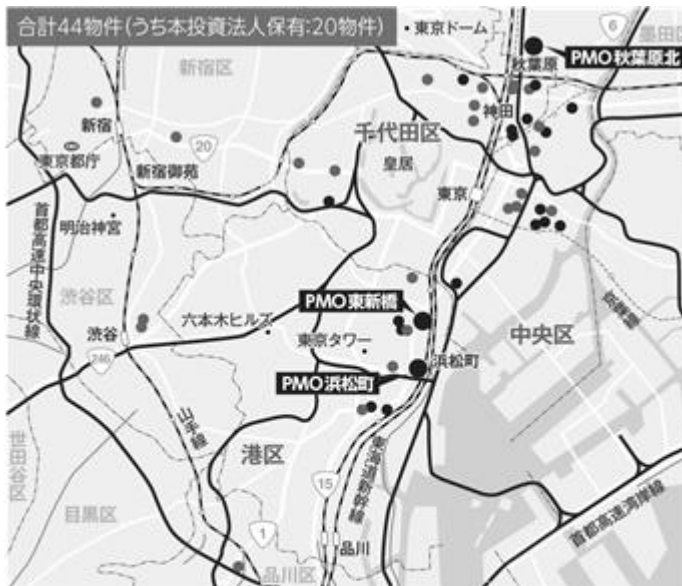 合計44物件(うち本投資法人保有:20物件)
東京ドーム
6
墨田区
PMO秋葉原北
秋葉原
新宿区
神田
新宿
千代田区
20
皇居
東京都庁
新宿御苑
東京
首都高速中央環状線
明治神宮
渋谷区
PMO東新橋
六本木ヒルズ
中央区
渋谷
東京タワー
浜松町
246
PMO浜松町
山手線
東海道新幹線
世田谷区
港区
15
首都高速湾岸線
目黒区
1
品川
品川区